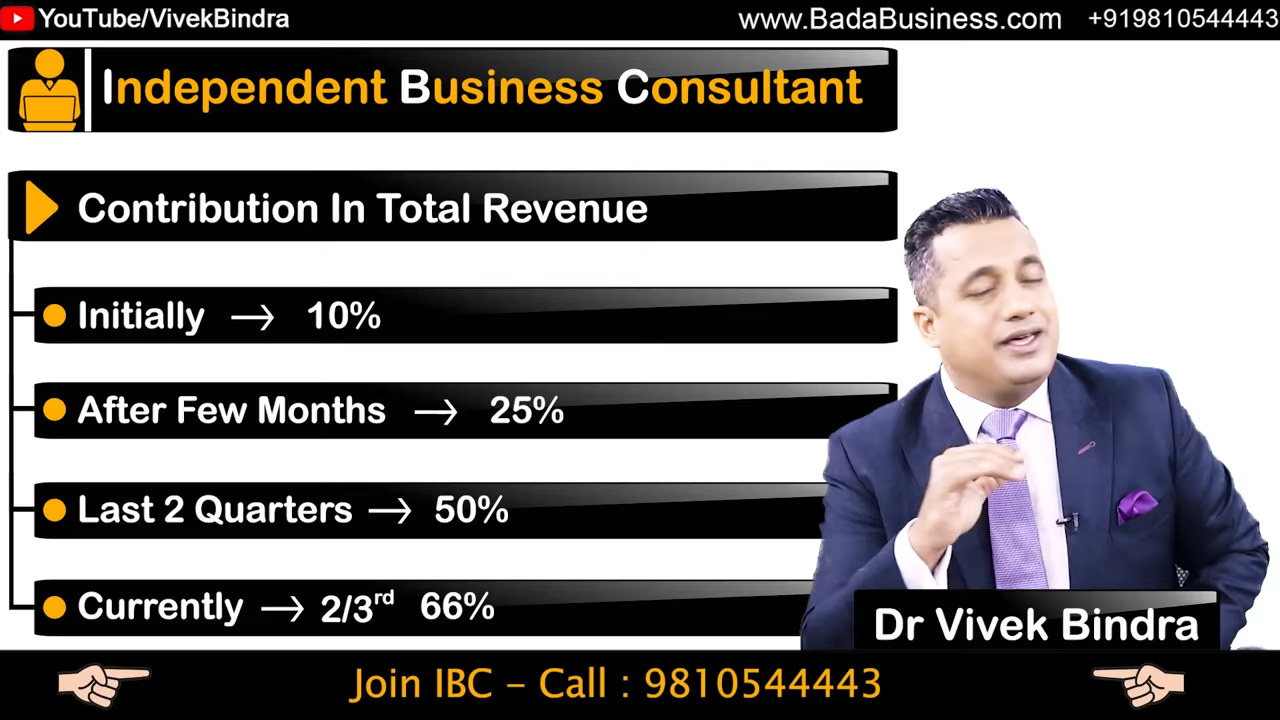 YouTube/VivekBindra
www.BadaBusiness.com +919810544443
Independent Business Consultant
Contribution In Total Revenue
Initially → 10%
After Few Months → 25%
Last 2 Quarters → 50%
Currently → 2/3rd 66%
Dr Vivek Bindra
Join IBC – Call : 9810544443